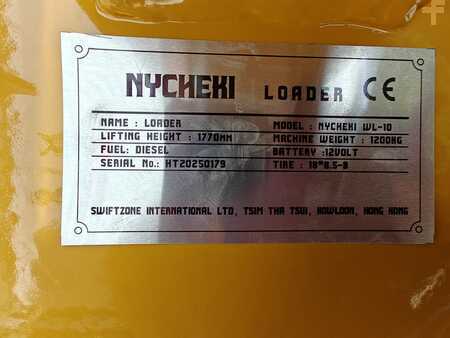 NYCHEKI LOADER CE
NAME : LOADER MODEL : NYCHEKI WL-10
LIFTING HEIGHT : 1770MM MACHINE WEIGHT : 1200KG
FUEL: DIESEL BATTERY :12VOLT
SERIAL No.: HT20250179 TIRE : 18*8.5-8
SWIFTZONE INTERNATIONAL LTD, TSIM THA TSUI, KOWLOON, HONG KONG